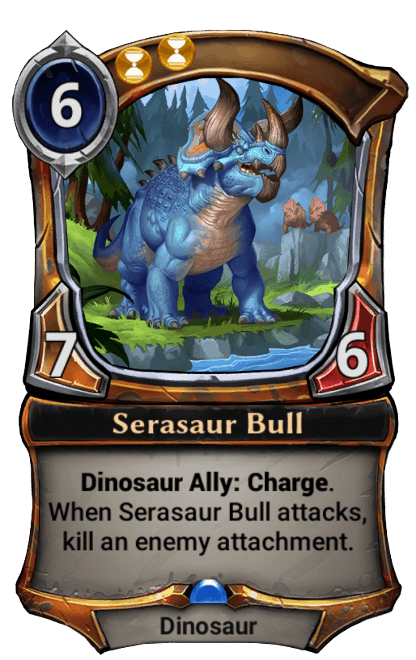 6
7
6
Serasaur Bull
Dinosaur Ally: Charge.
When Serasaur Bull attacks,
kill an enemy attachment.
Dinosaur